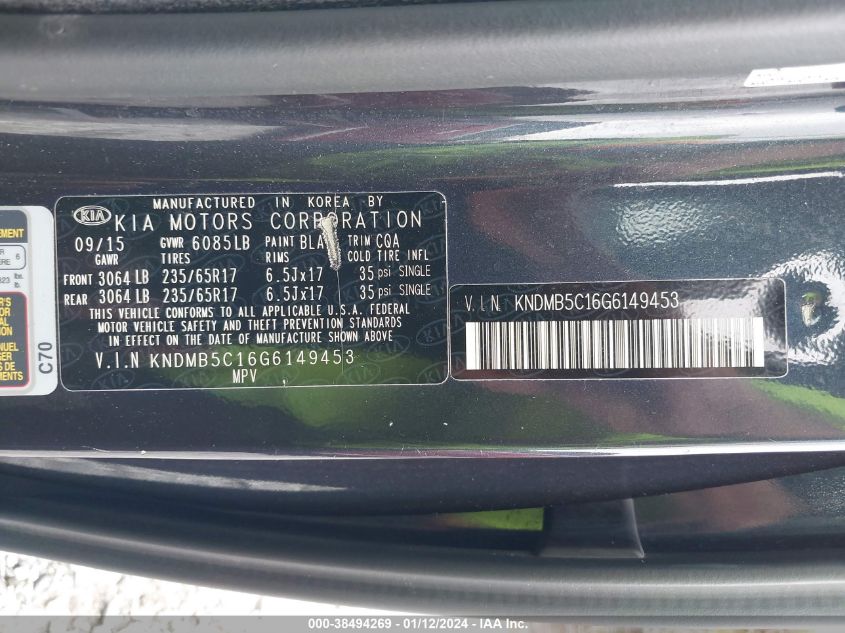 MANUFACTURED IN KOREA BY
KIA KIA MOTORS CORPORATION
09/15 GVWR 6085LB PAINT BLA TRIM CQA
GAWR TIRES RIMS COLD TIRE INFL
FRONT 3064 LB 235/65R17 6.5Jx17 35 psi SINGLE
REAR 3064 LB 235/65R17 6.5Jx17 35 psi SINGLE
THIS VEHICLE CONFORMS TO ALL APPLICABLE U.S.A. FEDERAL
MOTOR VEHICLE SAFETY AND THEFT PREVENTION STANDARDS
IN EFFECT ON THE DATE OF MANUFACTURE SHOWN ABOVE
V.I.N KNDMB5C16G6149453
MPV
V.I.N. KNDMB5C16G6149453
C70
000-38494269 - 01/12/2024 - IAA Inc.